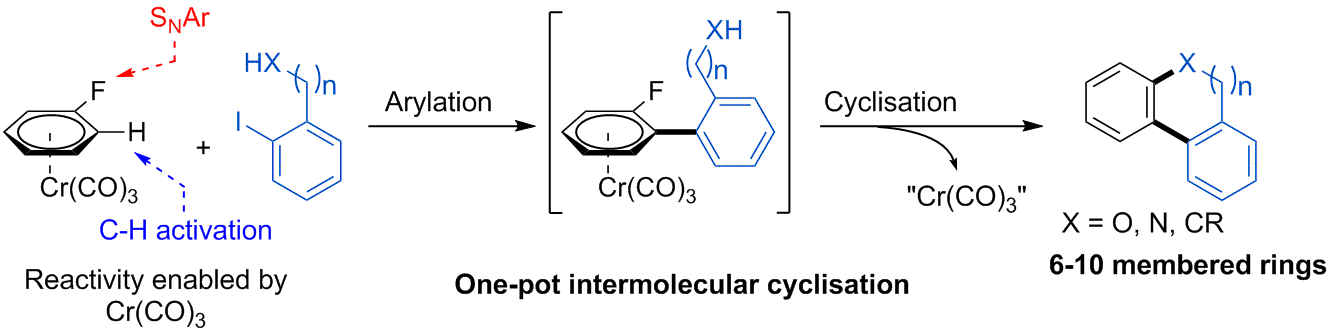 SNAr
F
H
Cr(CO)3
C-H activation
Reactivity enabled by
Cr(CO)3
+
HX
( )n
I
Arylation
XH
( )n
F
Cr(CO)3
One-pot intermolecular cyclisation
Cyclisation
"Cr(CO)3"
X
( )n
X = O, N, CR
6-10 membered rings